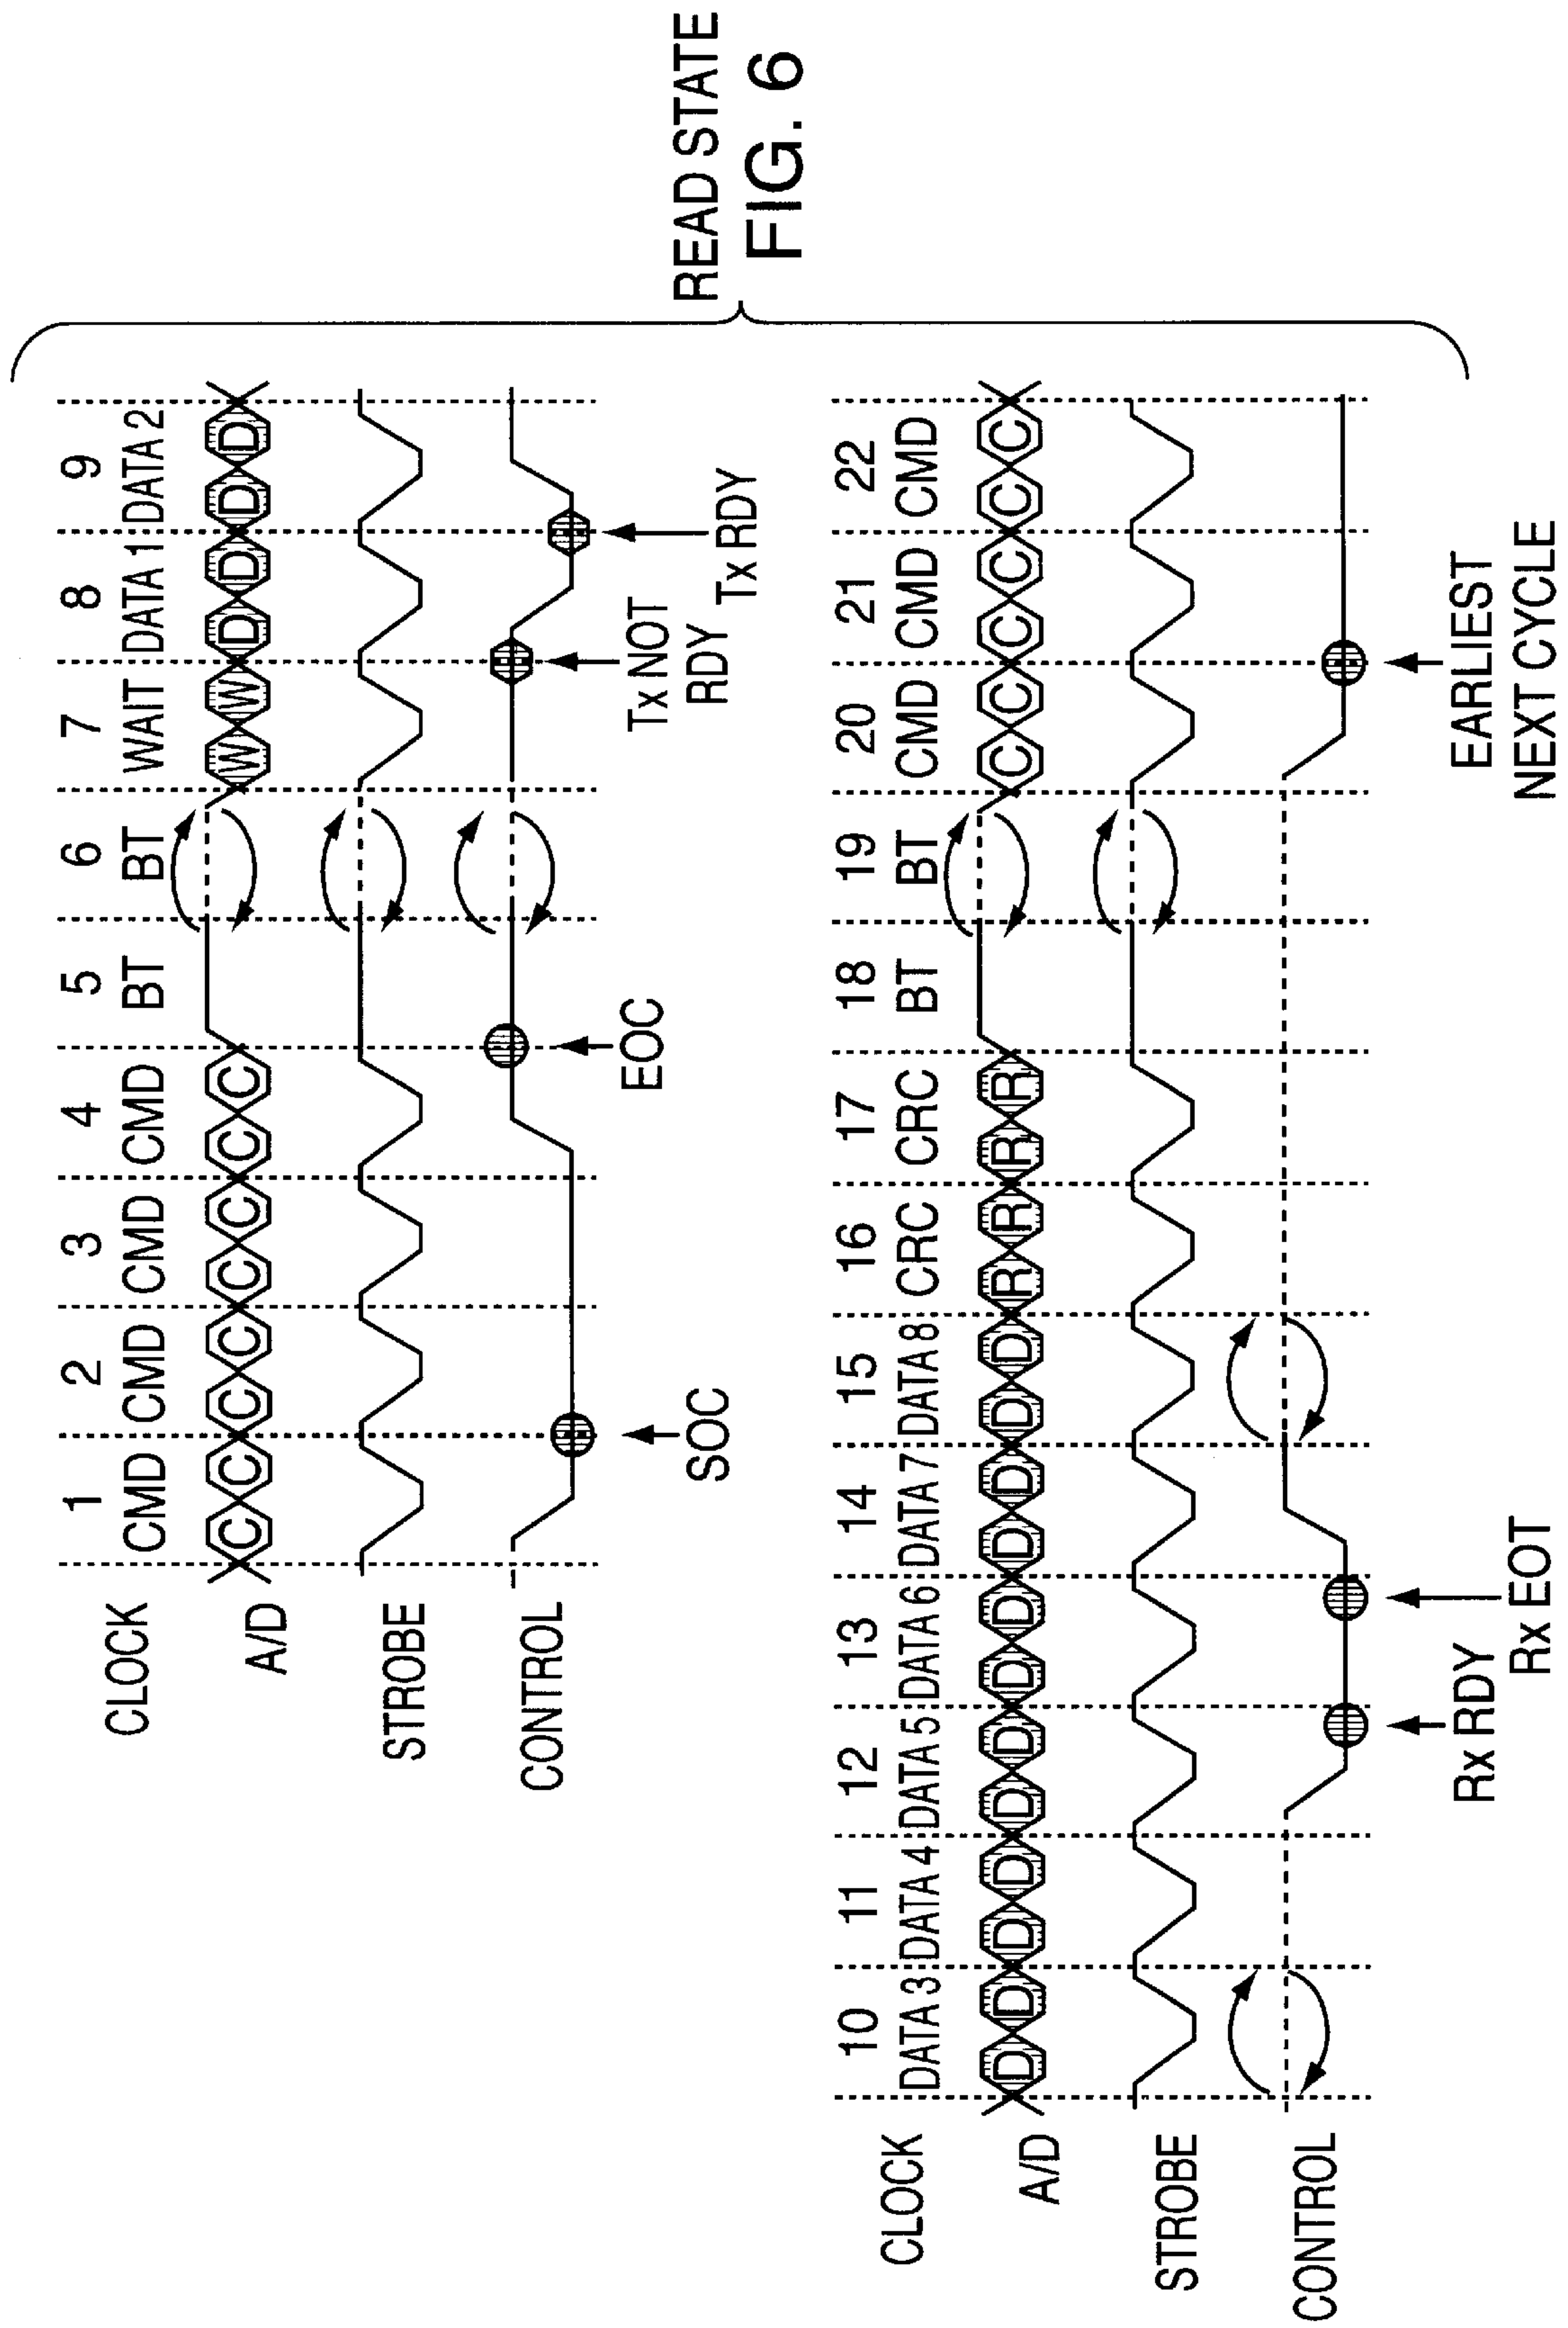 1 2 3 4 5 6 7 8 9
CLOCK CMD CMD CMD CMD BT BT WAIT DATA 1 DATA 2
A/D C C C C C C C C W W D D D D
STROBE
CONTROL
SOC
EOC
Tx NOT
RDY
Tx RDY
10 11 12 13 14 15 16 17 18 19 20 21 22
CLOCK DATA 3 DATA 4 DATA 5 DATA 6 DATA 7 DATA 8 CRC CRC BT BT CMD CMD CMD
A/D D D D D D D D D D D D D R R R R C C C C C C
STROBE
CONTROL
Rx RDY
Rx EOT
EARLIEST
NEXT CYCLE
READ STATE
FIG. 6